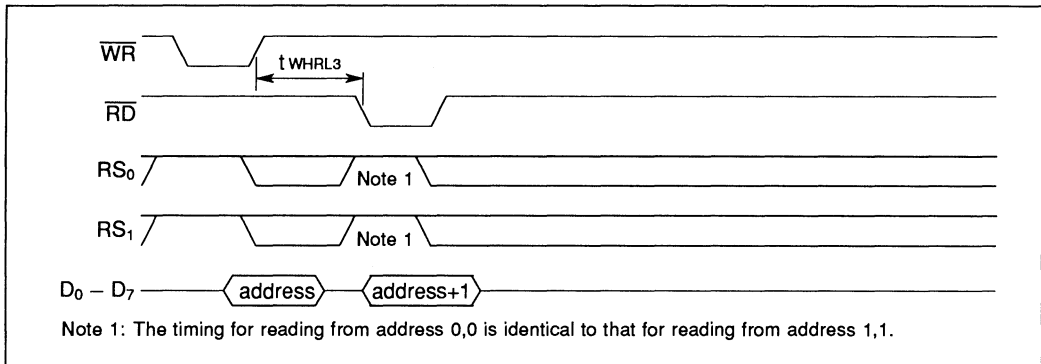 WR
t WHRL3
RD
RS₀
Note 1
RS₁
Note 1
D₀ – D₇
address
address+1
Note 1: The timing for reading from address 0,0 is identical to that for reading from address 1,1.